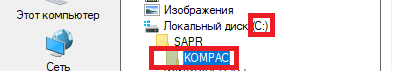 Изображения
Этот компьютер
Локальный диск (C:)
SAPR
KOMPAC
Сеть